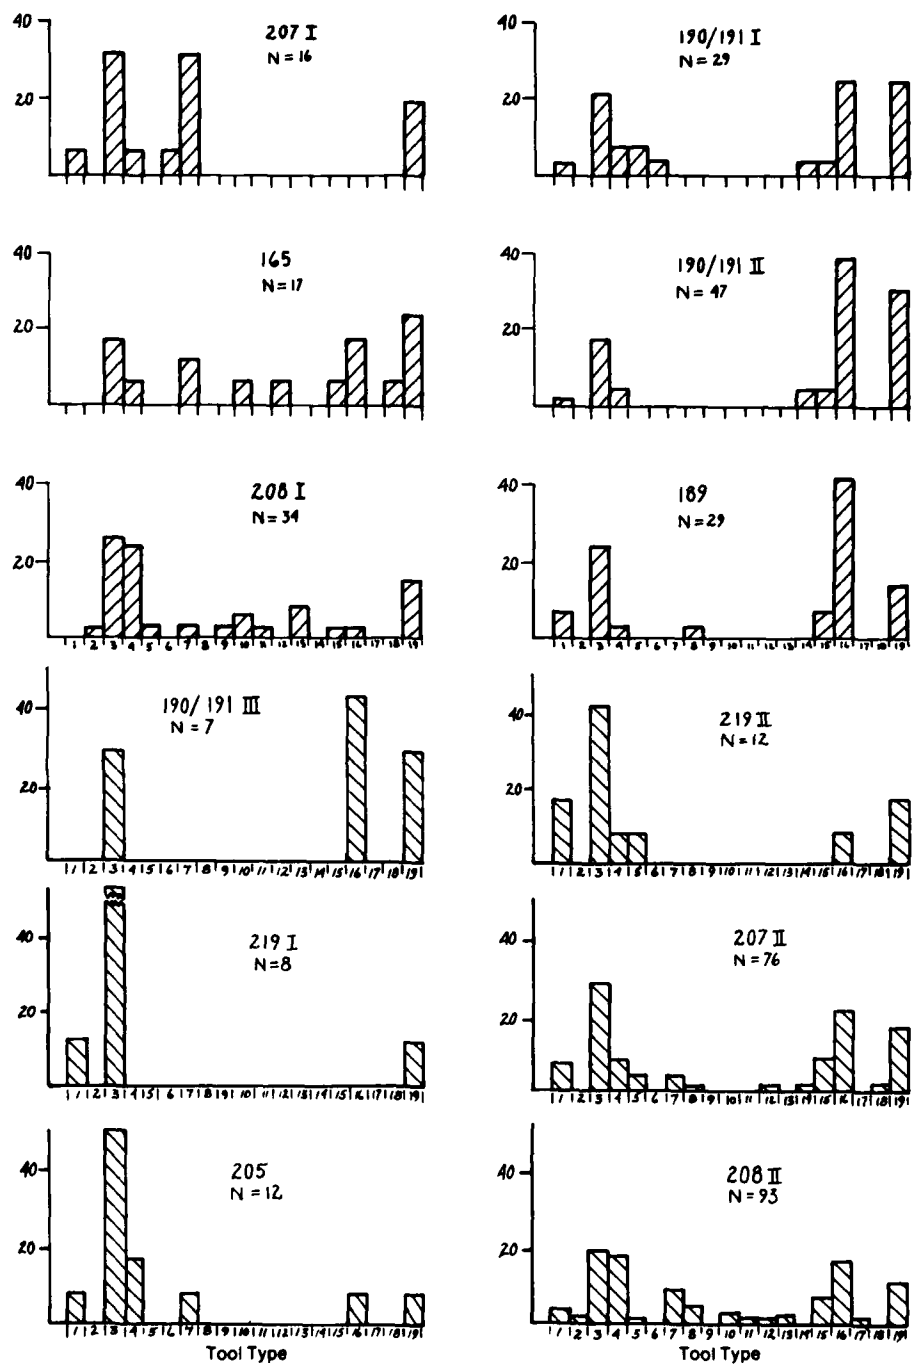 40
20
207 I
N = 16
40
20
190/191 I
N = 29
40
20
165
N = 17
40
20
190/191 II
N = 47
40
20
208 I
N = 34
1 2 3 4 5 6 7 8 9 10 11 12 13 14 15 16 17 18 19
40
20
189
N = 29
1 2 3 4 5 6 7 8 9 10 11 12 13 14 15 16 17 18 19
40
20
190/191 III
N = 7
1 2 3 4 5 6 7 8 9 10 11 12 13 14 15 16 17 18 19
40
20
219 II
N = 12
1 2 3 4 5 6 7 8 9 10 11 12 13 14 15 16 17 18 19
40
20
219 I
N = 8
1 2 3 4 5 6 7 8 9 10 11 12 13 14 15 16 17 18 19
40
20
207 II
N = 76
1 2 3 4 5 6 7 8 9 10 11 12 13 14 15 16 17 18 19
40
20
205
N = 12
1 2 3 4 5 6 7 8 9 10 11 12 13 14 15 16 17 18 19
Tool Type
40
20
208 II
N = 93
1 2 3 4 5 6 7 8 9 10 11 12 13 14 15 16 17 18 19
Tool Type